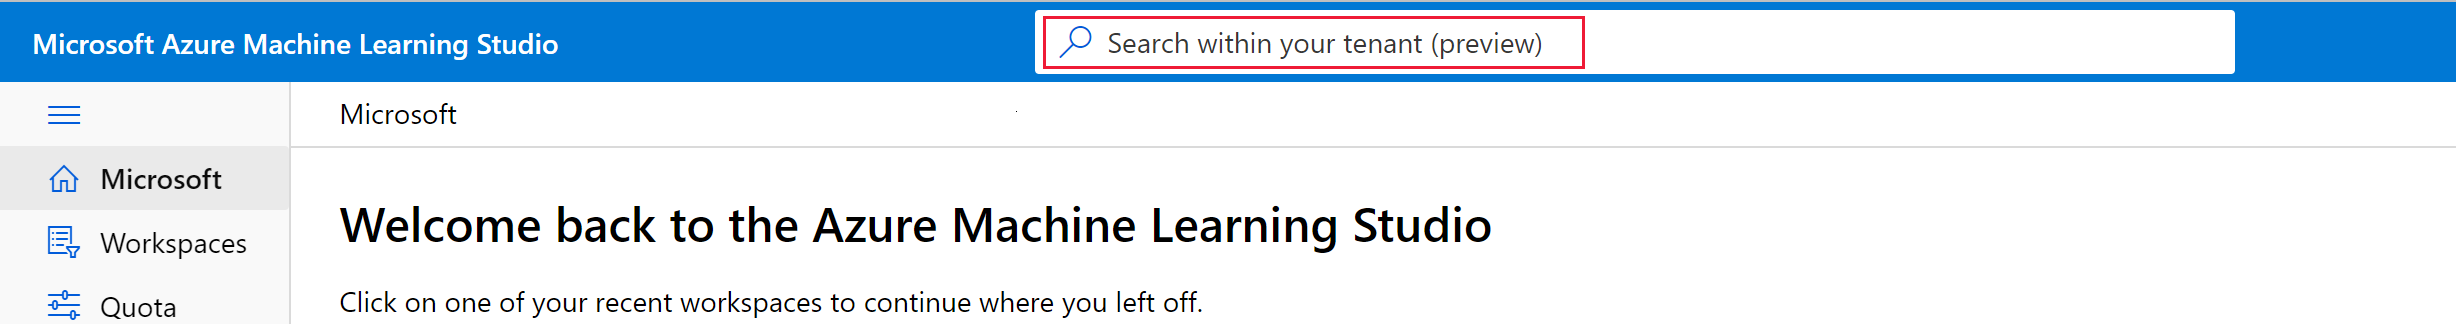 Microsoft Azure Machine Learning Studio
Search within your tenant (preview)
Microsoft
Microsoft
Workspaces
Quota
Welcome back to the Azure Machine Learning Studio
Click on one of your recent workspaces to continue where you left off.